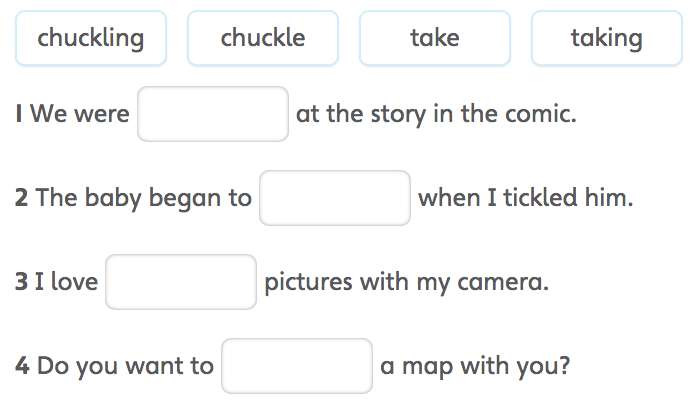 chuckling chuckle take taking
1 We were at the story in the comic.
2 The baby began to when I tickled him.
3 I love pictures with my camera.
4 Do you want to a map with you?